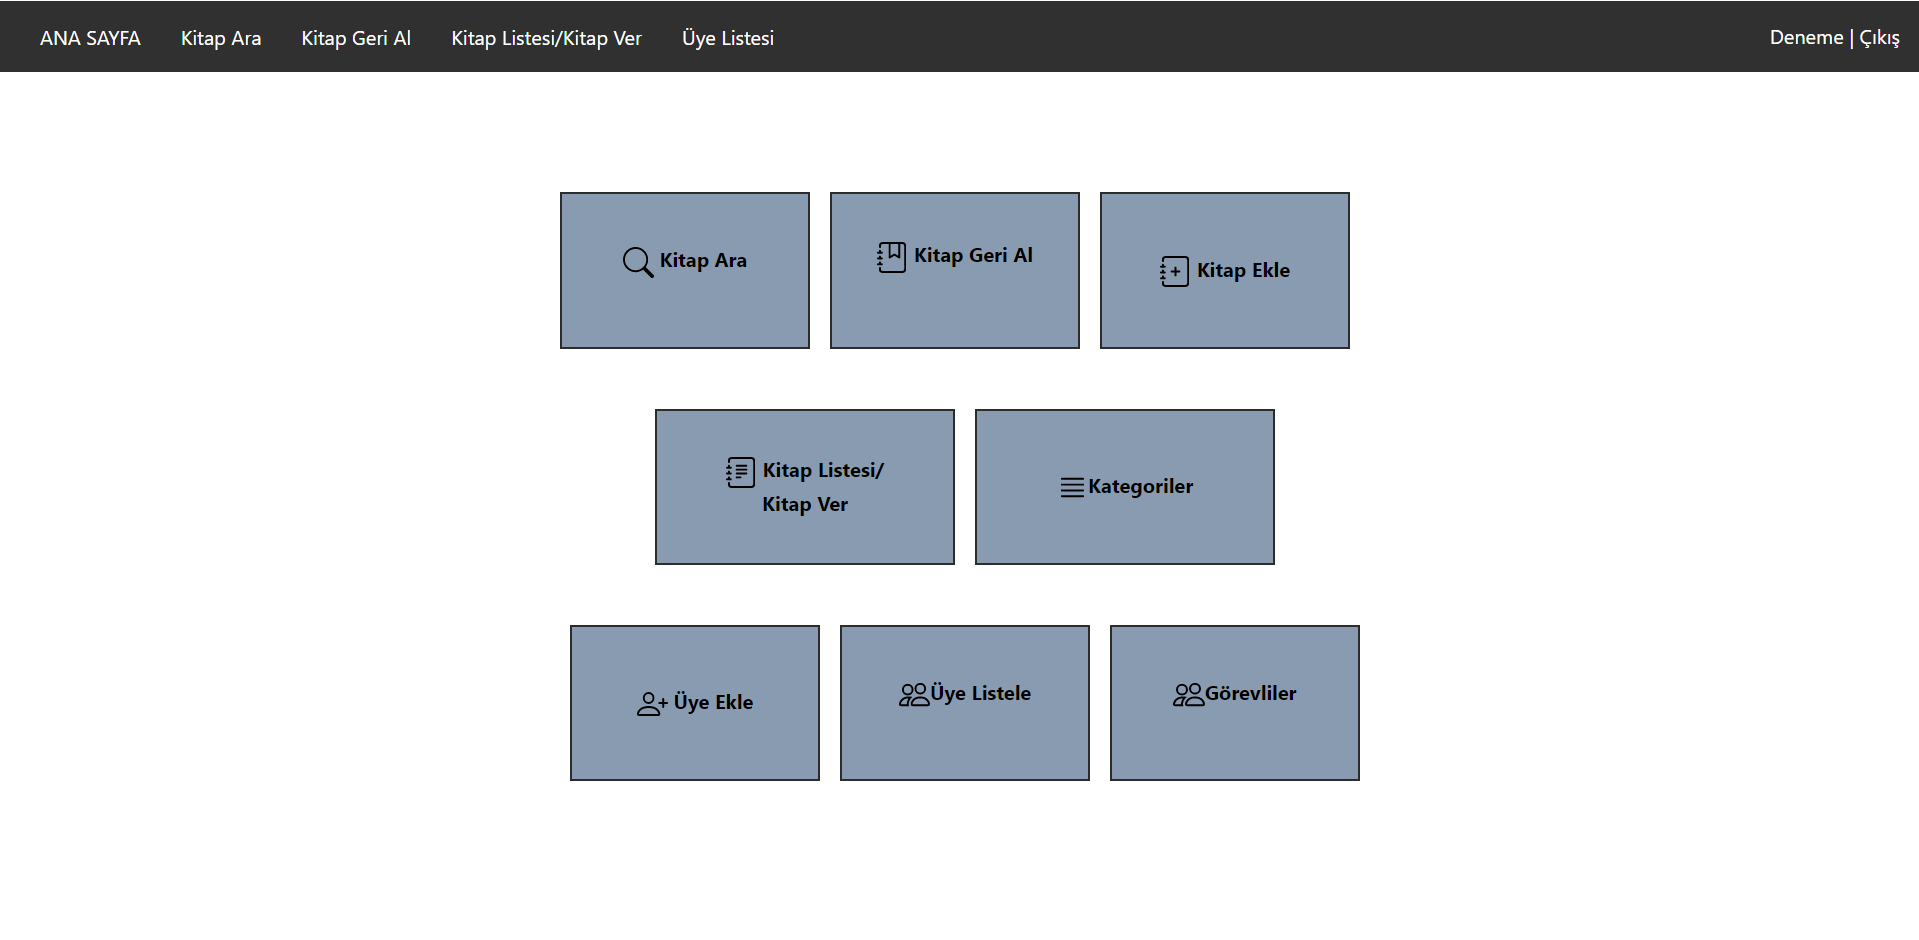 ANA SAYFA Kitap Ara Kitap Geri Al Kitap Listesi/Kitap Ver Üye Listesi Deneme | Çıkış
Kitap Ara
Kitap Geri Al
Kitap Ekle
Kitap Listesi/
Kitap Ver
Kategoriler
Üye Ekle
Üye Listele
Görevliler